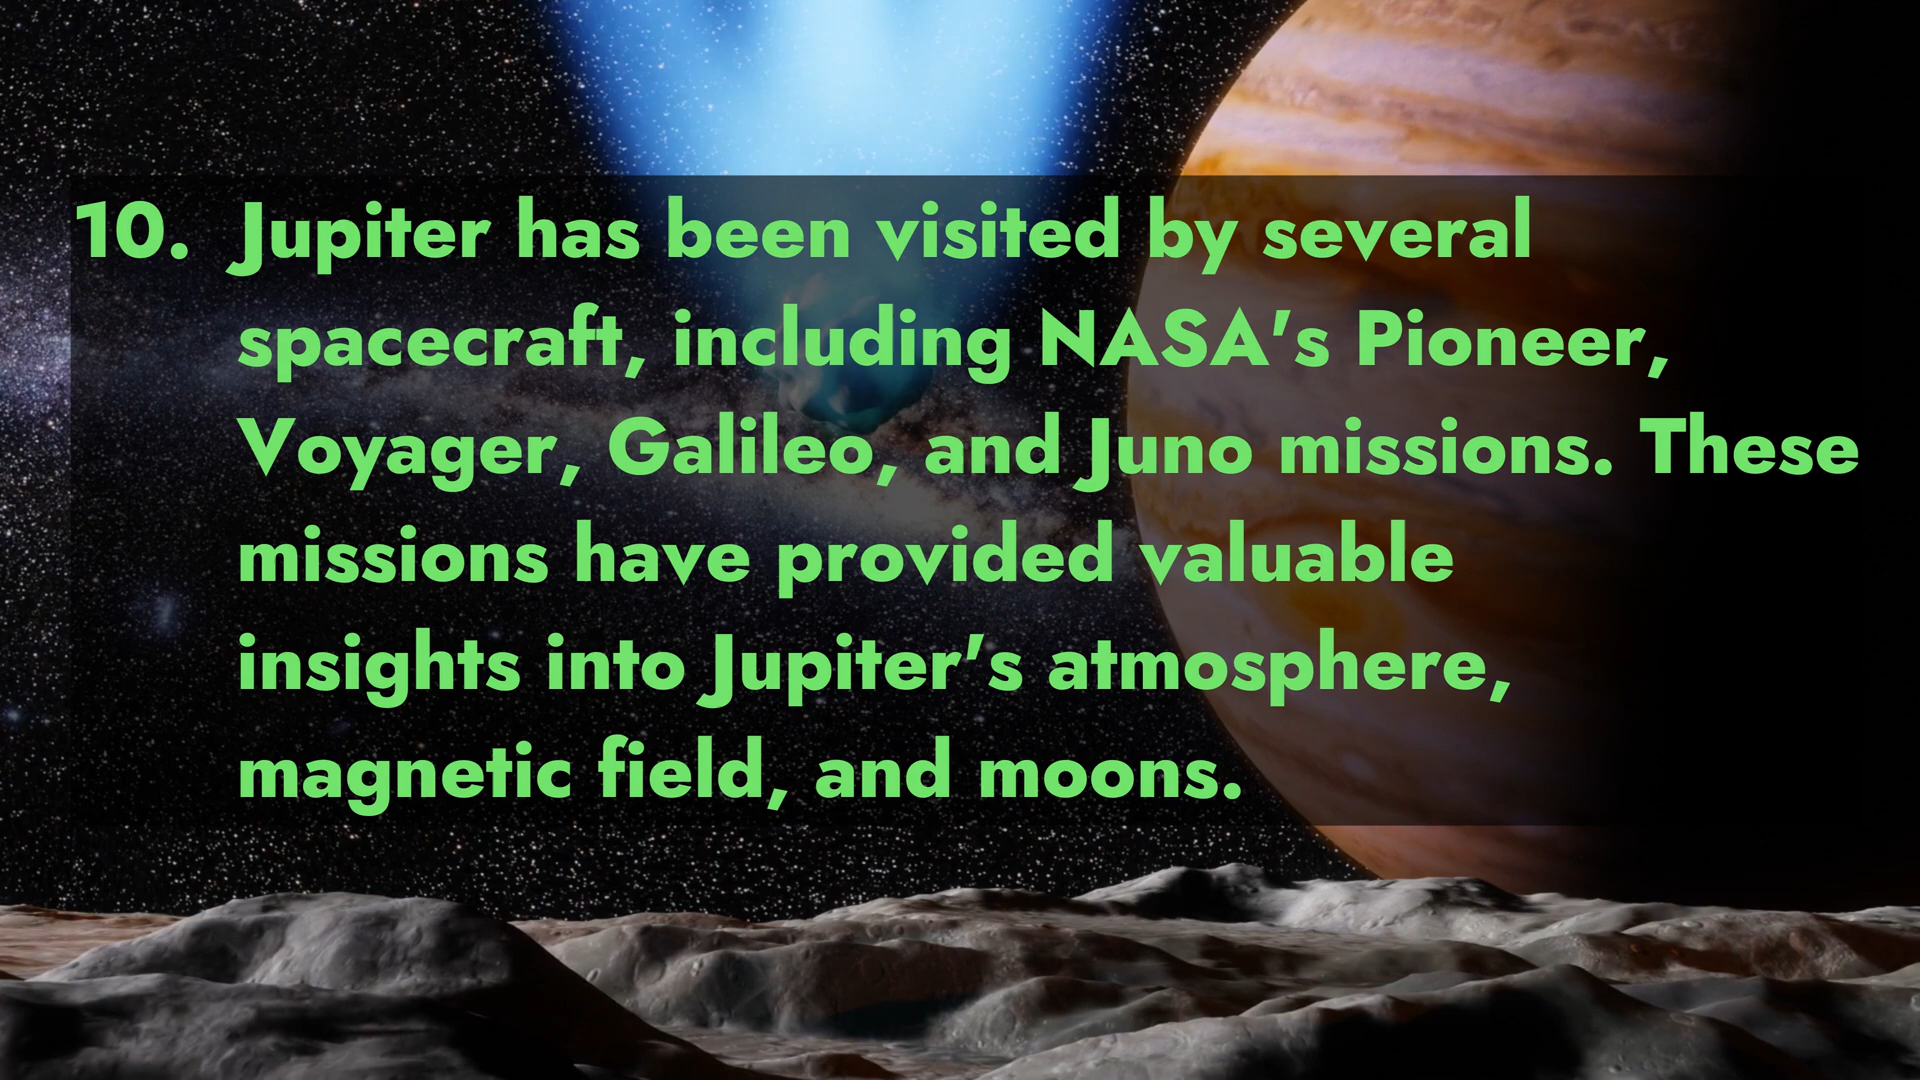 10. Jupiter has been visited by several
spacecraft, including NASA's Pioneer,
Voyager, Galileo, and Juno missions. These
missions have provided valuable
insights into Jupiter's atmosphere,
magnetic field, and moons.